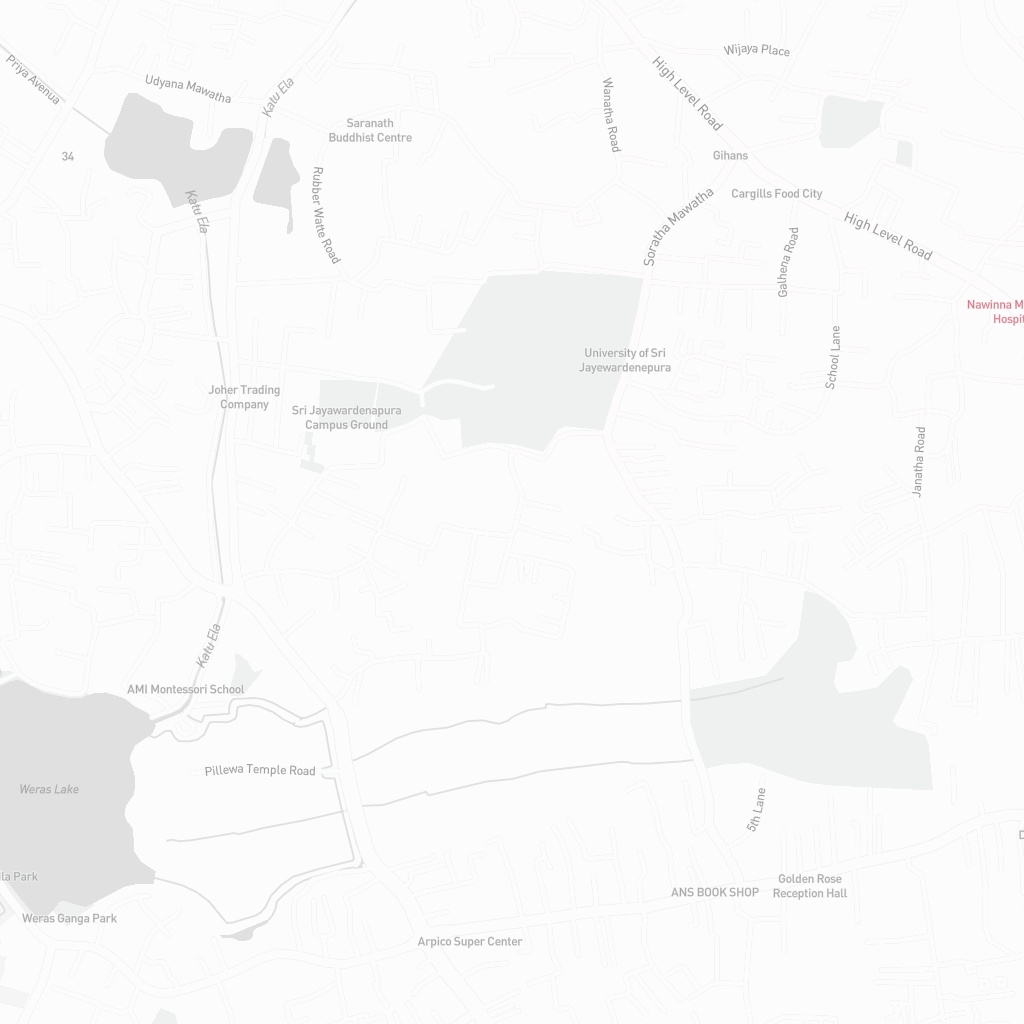 Wijaya Place
Priya Avenua
High Level Road
Udyana Mawatha
Katu Ela
Wanatha Road
Saranath
Buddhist Centre
34
Gihans
Rubber Watte Road
Katu Ela
Cargills Food City
Soratha Mawatha
High Level Road
Galhena Road
Nawinna M
Hospit
University of Sri
Jayewardenepura
School Lane
Joher Trading
Company
Sri Jayawardenapura
Campus Ground
Janatha Road
Katu Ela
AMI Montessori School
Pillewa Temple Road
Weras Lake
5th Lane
la Park
Golden Rose
Reception Hall
ANS BOOK SHOP
Weras Ganga Park
Arpico Super Center